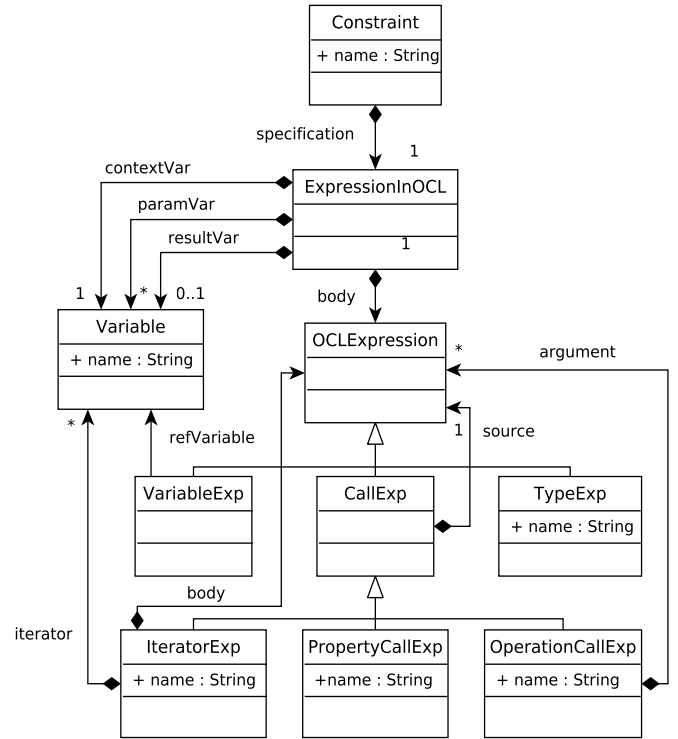 Constraint
+ name : String
specification
1
contextVar
ExpressionInOCL
paramVar
resultVar
1
body
1
*
0..1
Variable
+ name : String
OCLExpression
*
argument
*
refVariable
1
source
VariableExp
CallExp
TypeExp
+ name : String
body
iterator
IteratorExp
+ name : String
PropertyCallExp
+name : String
OperationCallExp
+ name : String